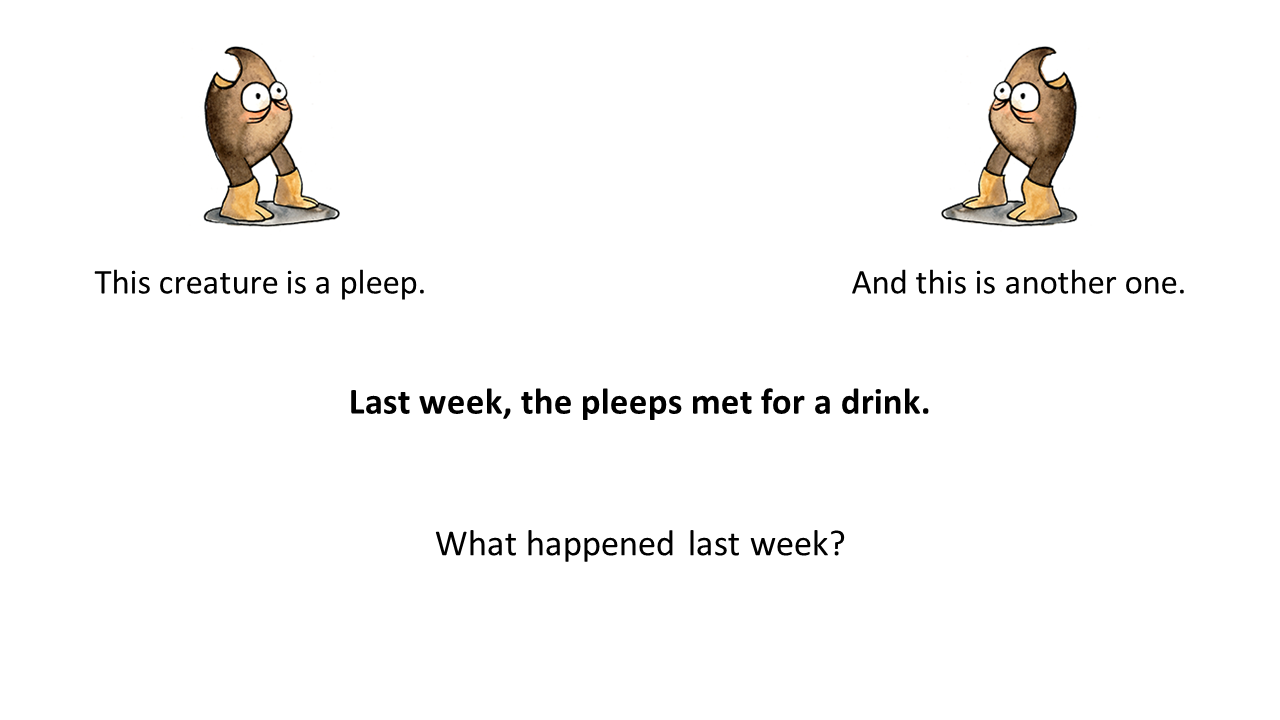 This creature is a pleep.
And this is another one.
Last week, the pleeps met for a drink.
What happened last week?